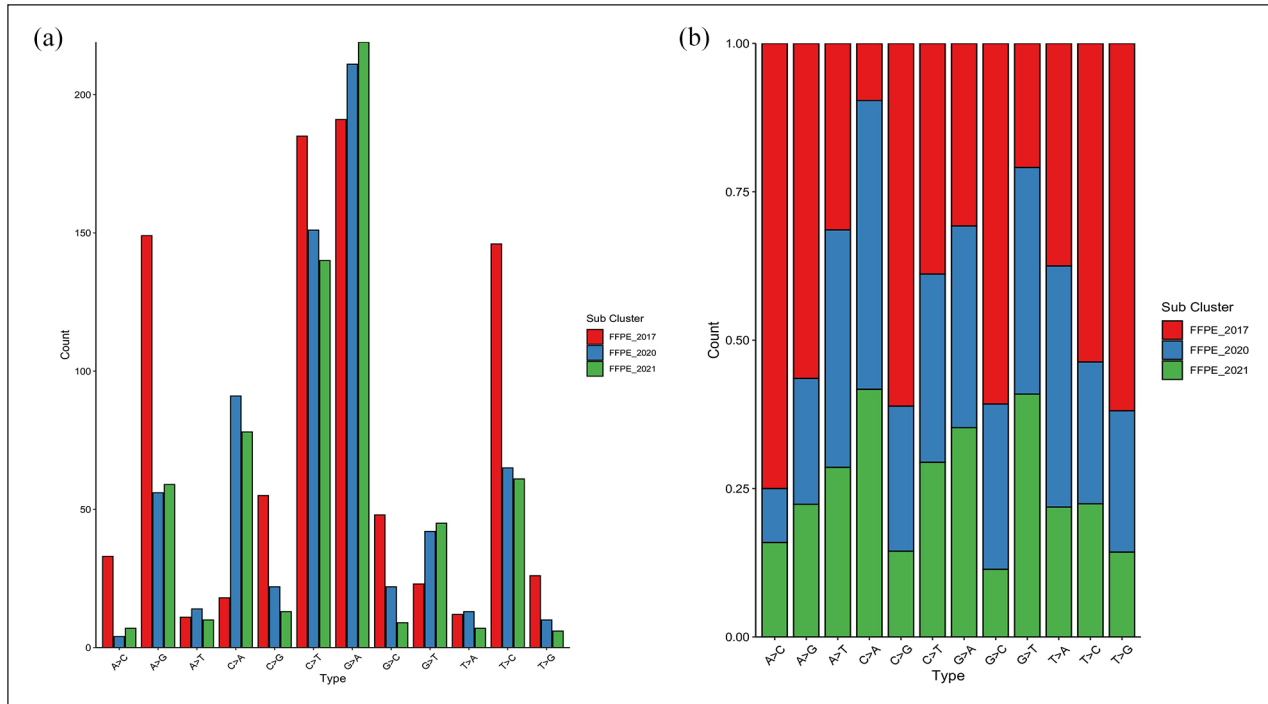 (a)
200
150
100
50
0
Count
A>C A>G A>T C>A C>G C>T G>A G>C G>T T>A T>C T>G
Type
Sub Cluster
FFPE_2017
FFPE_2020
FFPE_2021
(b)
1.00
0.75
0.50
0.25
0.00
Count
A>C A>G A>T C>A C>G C>T G>A G>C G>T T>A T>C T>G
Type
Sub Cluster
FFPE_2017
FFPE_2020
FFPE_2021